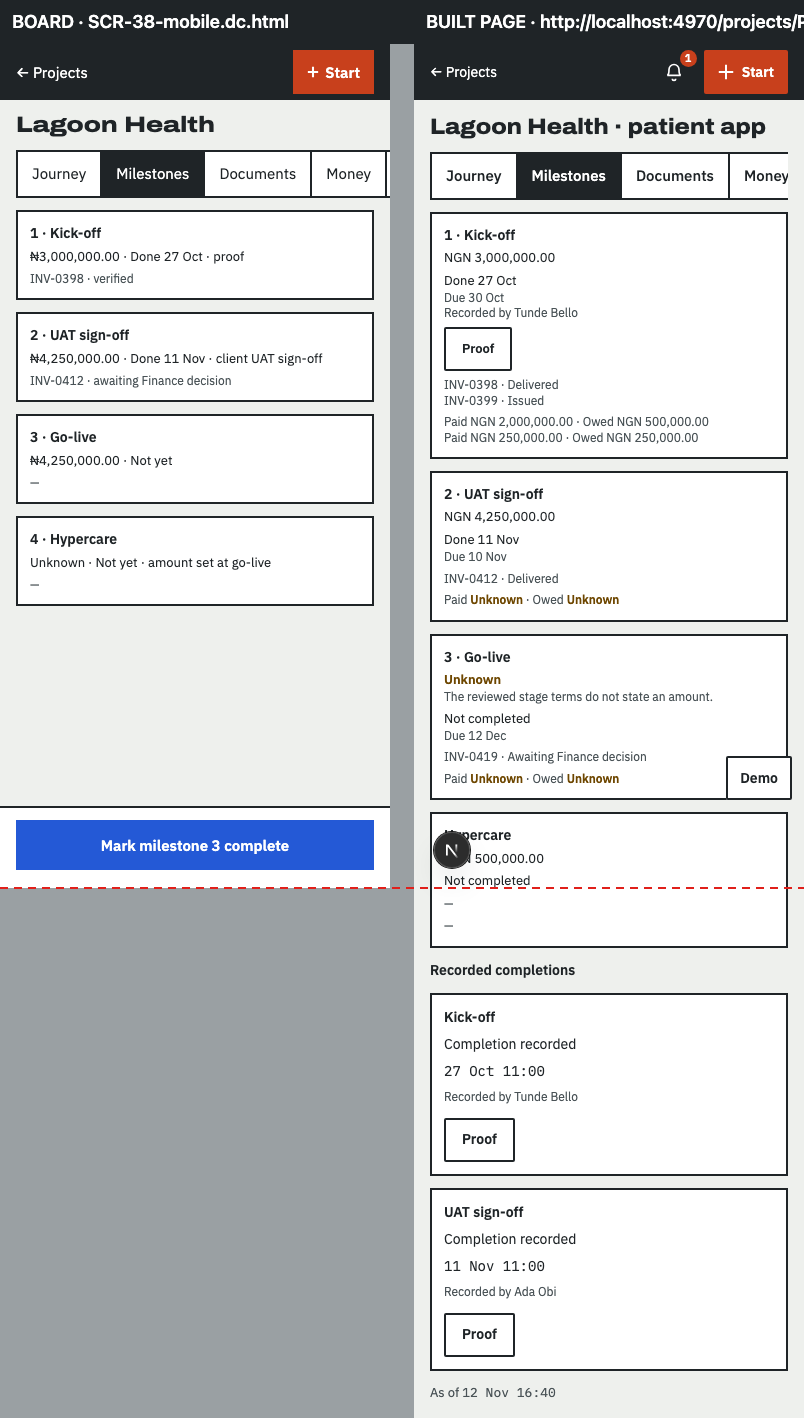 BOARD · SCR-38-mobile.dc.html
← Projects
+ Start
Lagoon Health
Journey
Milestones
Documents
Money
1 · Kick-off
₦3,000,000.00 · Done 27 Oct · proof
INV-0398 · verified
2 · UAT sign-off
₦4,250,000.00 · Done 11 Nov · client UAT sign-off
INV-0412 · awaiting Finance decision
3 · Go-live
₦4,250,000.00 · Not yet
—
4 · Hypercare
Unknown · Not yet · amount set at go-live
—
Mark milestone 3 complete
BUILT PAGE · http://localhost:4970/projects/
← Projects
1
+ Start
Lagoon Health · patient app
Journey
Milestones
Documents
Money
1 · Kick-off
NGN 3,000,000.00
Done 27 Oct
Due 30 Oct
Recorded by Tunde Bello
Proof
INV-0398 · Delivered
INV-0399 · Issued
Paid NGN 2,000,000.00 · Owed NGN 500,000.00
Paid NGN 250,000.00 · Owed NGN 250,000.00
2 · UAT sign-off
NGN 4,250,000.00
Done 11 Nov
Due 10 Nov
INV-0412 · Delivered
Paid Unknown · Owed Unknown
3 · Go-live
Unknown
The reviewed stage terms do not state an amount.
Not completed
Due 12 Dec
INV-0419 · Awaiting Finance decision
Paid Unknown · Owed Unknown
Demo
Hypercare
N
500,000.00
Not completed
—
—
Recorded completions
Kick-off
Completion recorded
27 Oct 11:00
Recorded by Tunde Bello
Proof
UAT sign-off
Completion recorded
11 Nov 11:00
Recorded by Ada Obi
Proof
As of 12 Nov 16:40